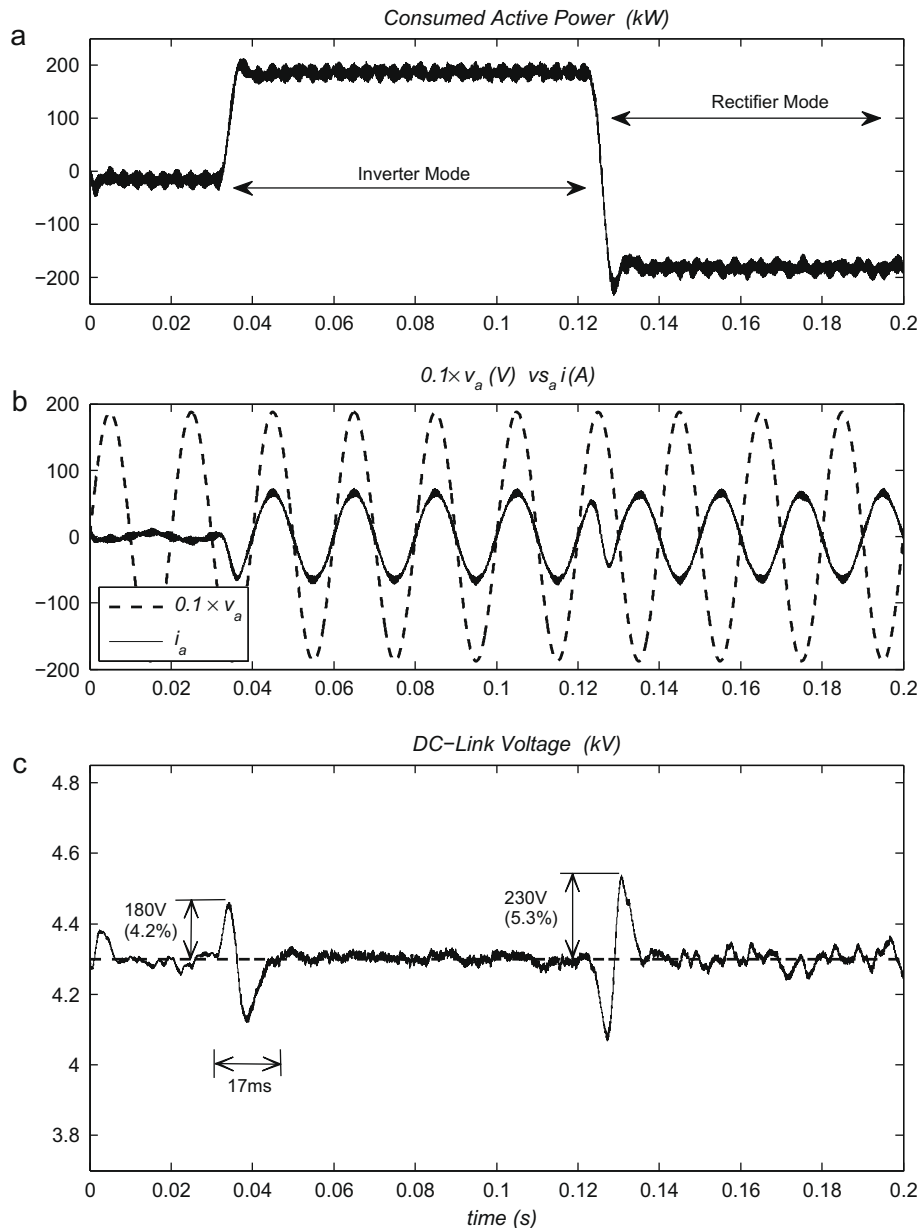 a
Consumed Active Power (kW)
200
100
0
−100
−200
Rectifier Mode
Inverter Mode
0 0.02 0.04 0.06 0.08 0.1 0.12 0.14 0.16 0.18 0.2
b
0.1× v_a (V) vs_a i (A)
200
100
0
−100
−200
0.1 × v_a
i_a
0 0.02 0.04 0.06 0.08 0.1 0.12 0.14 0.16 0.18 0.2
c
DC−Link Voltage (kV)
4.8
4.6
4.4
4.2
4
3.8
180V
(4.2%)
230V
(5.3%)
17ms
0 0.02 0.04 0.06 0.08 0.1 0.12 0.14 0.16 0.18 0.2
time (s)